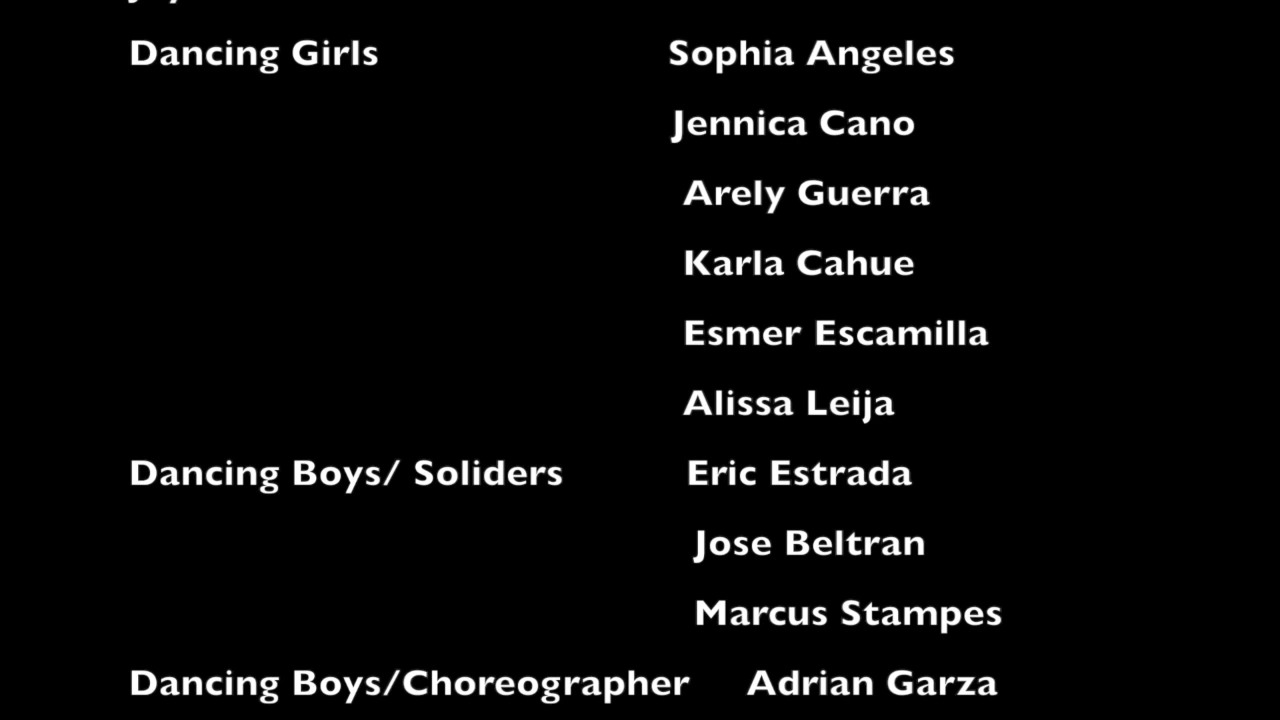 Dancing Girls Sophia Angeles
Jennica Cano
Arely Guerra
Karla Cahue
Esmer Escamilla
Alissa Leija
Dancing Boys/ Soliders Eric Estrada
Jose Beltran
Marcus Stampes
Dancing Boys/Choreographer Adrian Garza